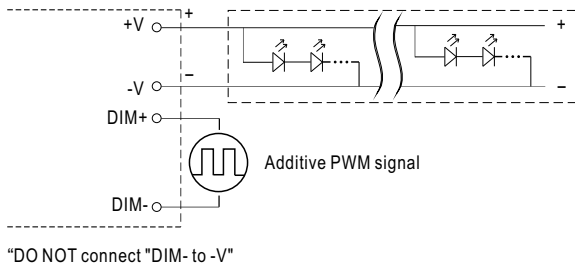 +V
+
+
-V
–
–
DIM+
Additive PWM signal
DIM-
“DO NOT connect "DIM- to -V"